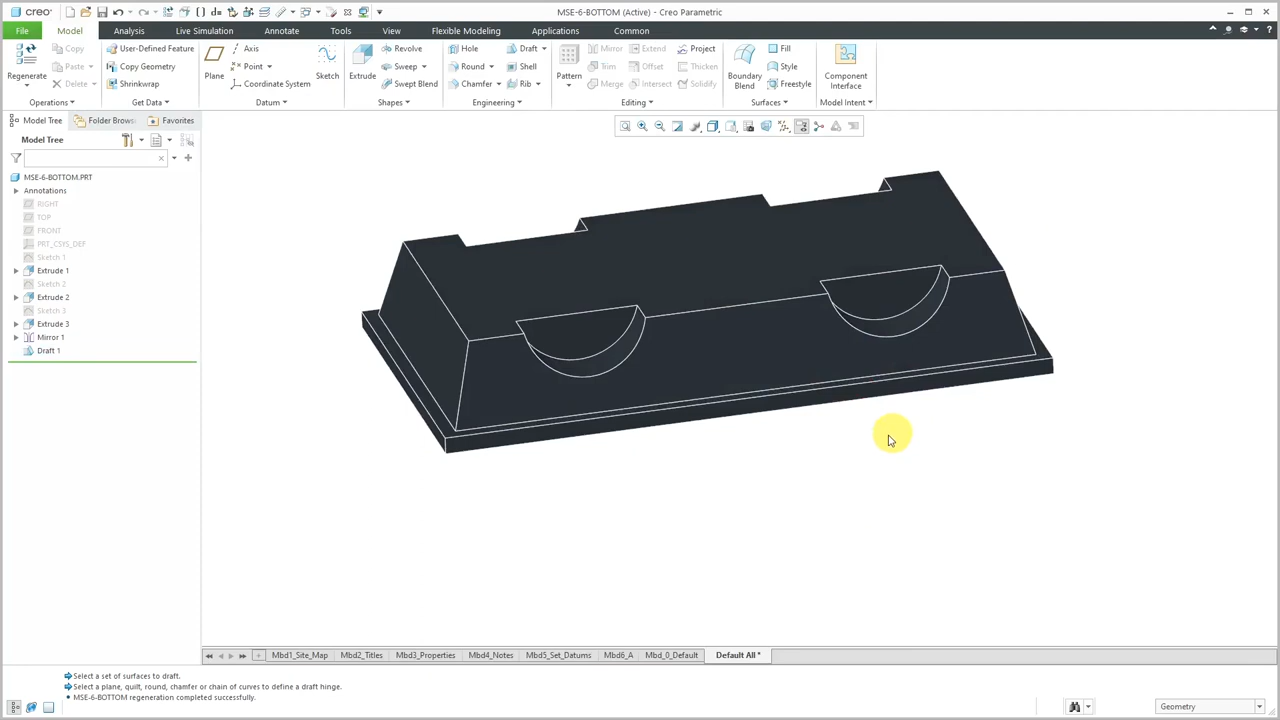 creo
MSE-6-BOTTOM (Active) - Creo Parametric
File Model Analysis Live Simulation Annotate Tools View Flexible Modeling Applications Common
Regenerate
Copy
Paste
Delete
Operations
User-Defined Feature
Copy Geometry
Shrinkwrap
Get Data
Plane
Axis
Point
Coordinate System
Sketch
Datum
Extrude
Revolve
Sweep
Swept Blend
Shapes
Hole
Round
Chamfer
Draft
Shell
Rib
Engineering
Pattern
Mirror
Trim
Merge
Extend
Offset
Intersect
Project
Thicken
Solidify
Editing
Boundary
Blend
Fill
Style
Freestyle
Surfaces
Component
Interface
Model Intent
Model Tree Folder Brows Favorites
Model Tree
MSE-6-BOTTOM.PRT
Annotations
RIGHT
TOP
FRONT
PRT_CSYS_DEF
Sketch 1
Extrude 1
Sketch 2
Extrude 2
Sketch 3
Extrude 3
Mirror 1
Draft 1
Mbd1_Site_Map Mbd2_Titles Mbd3_Properties Mbd4_Notes Mbd5_Set_Datums Mbd6_A Mbd_0_Default Default All *
Select a set of surfaces to draft.
Select a plane, quilt, round, chamfer or chain of curves to define a draft hinge.
• MSE-6-BOTTOM regeneration completed successfully.
Geometry